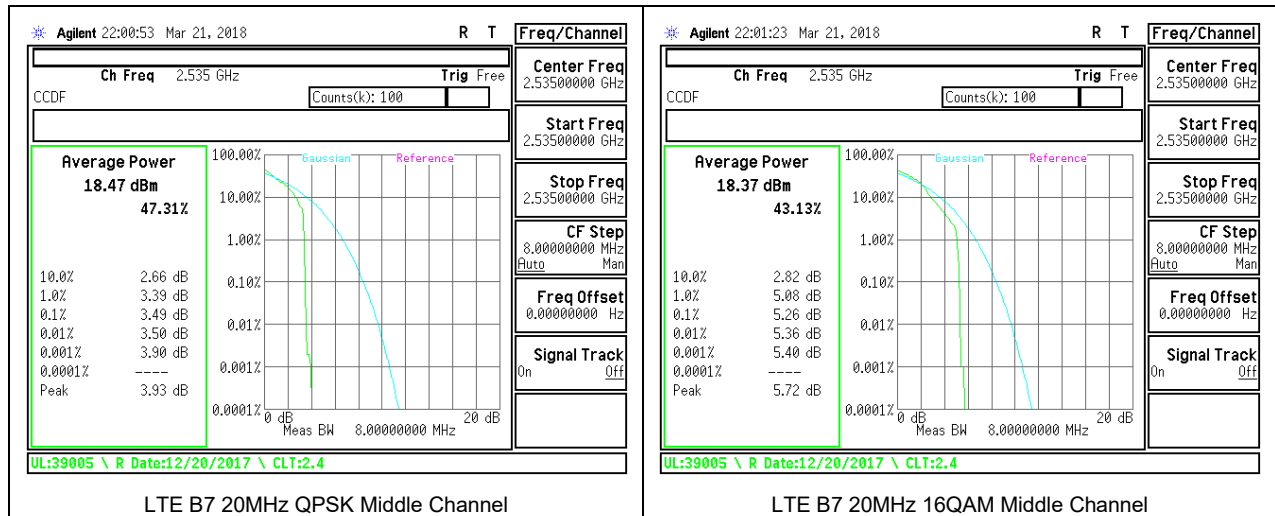 Agilent 22:00:53 Mar 21, 2018 R T
Freq/Channel
Ch Freq 2.535 GHz Trig Free
CCDF Counts(k): 100
Average Power
18.47 dBm
47.31%
10.0% 2.66 dB
1.0% 3.39 dB
0.1% 3.49 dB
0.01% 3.50 dB
0.001% 3.90 dB
0.0001% ----
Peak 3.93 dB
Gaussian Reference
100.00%
10.00%
1.00%
0.10%
0.01%
0.001%
0.0001%
0 dB 20 dB
Meas BW 8.00000000 MHz
Center Freq
2.53500000 GHz
Start Freq
2.53500000 GHz
Stop Freq
2.53500000 GHz
CF Step
8.00000000 MHz
Auto Man
Freq Offset
0.00000000 Hz
Signal Track
On Off
UL:39005 \ R Date:12/20/2017 \ CLT:2.4
LTE B7 20MHz QPSK Middle Channel
Agilent 22:01:23 Mar 21, 2018 R T
Freq/Channel
Ch Freq 2.535 GHz Trig Free
CCDF Counts(k): 100
Average Power
18.37 dBm
43.13%
10.0% 2.82 dB
1.0% 5.08 dB
0.1% 5.26 dB
0.01% 5.36 dB
0.001% 5.40 dB
0.0001% ----
Peak 5.72 dB
Gaussian Reference
100.00%
10.00%
1.00%
0.10%
0.01%
0.001%
0.0001%
0 dB 20 dB
Meas BW 8.00000000 MHz
Center Freq
2.53500000 GHz
Start Freq
2.53500000 GHz
Stop Freq
2.53500000 GHz
CF Step
8.00000000 MHz
Auto Man
Freq Offset
0.00000000 Hz
Signal Track
On Off
UL:39005 \ R Date:12/20/2017 \ CLT:2.4
LTE B7 20MHz 16QAM Middle Channel